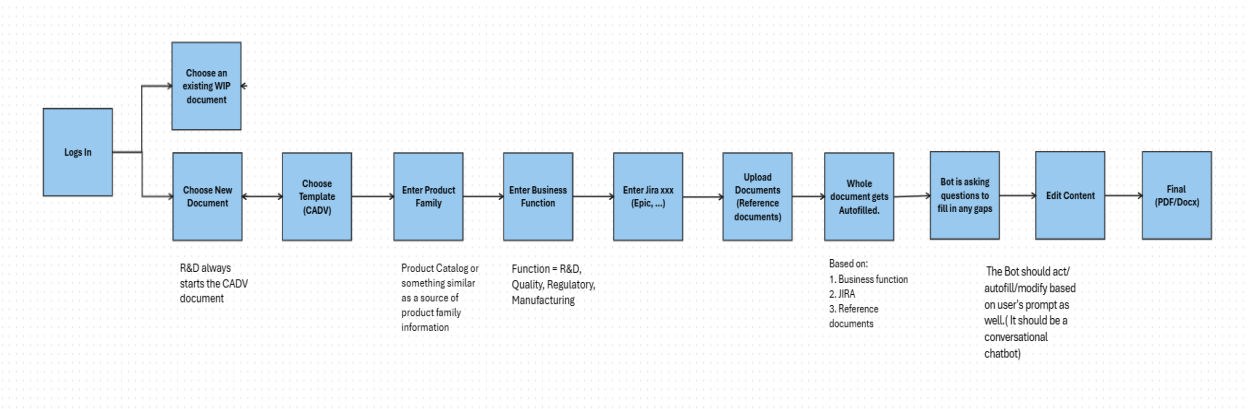 Choose an
existing WIP
document
Logs In
Choose New
Document
Choose
Template
(CADV)
Enter Product
Family
Enter Business
Function
Enter Jira xxx
(Epic, ...)
Upload
Documents
(Reference
documents)
Whole
document gets
Autofilled.
Bot is asking
questions to
fill in any gaps
Edit Content
Final
(PDF/Docx)
R&D always
starts the CADV
document
Product Catalog or
something similar
as a source of
product family
information
Function = R&D,
Quality, Regulatory,
Manufacturing
Based on:
1. Business function
2. JIRA
3. Reference
documents
The Bot should act/
autofill/modify based
on user's prompt as
well.( It should be a
conversational
chatbot)